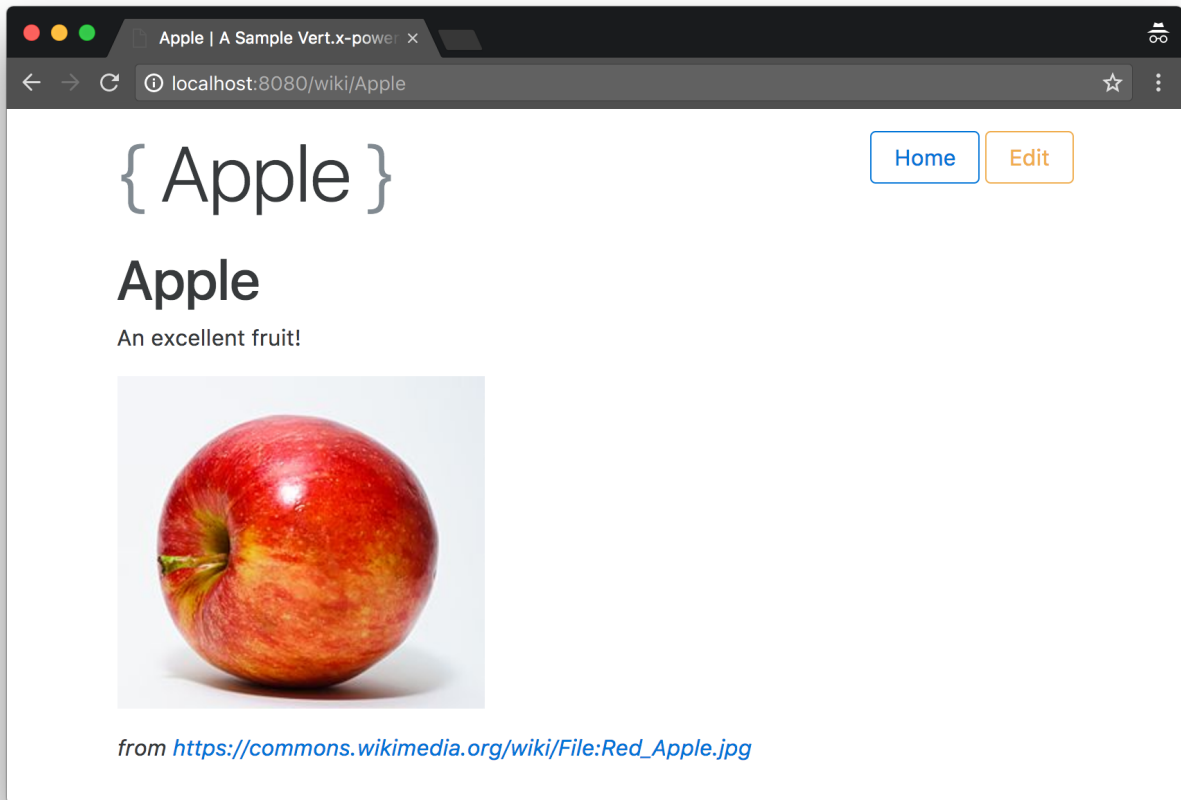 Apple | A Sample Vert.x-power
localhost:8080/wiki/Apple
{ Apple }
Home
Edit
Apple
An excellent fruit!
from https://commons.wikimedia.org/wiki/File:Red_Apple.jpg